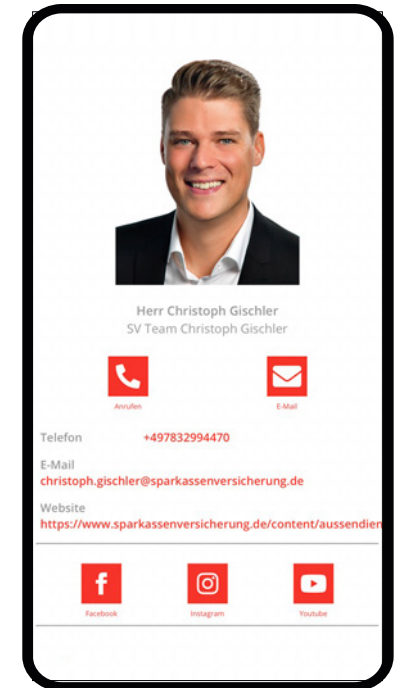 Herr Christoph Gischler
SV Team Christoph Gischler
Anrufen E-Mail
Telefon +497832994470
E-Mail
christoph.gischler@sparkassenversicherung.de
Website
https://www.sparkassenversicherung.de/content/aussendien
Facebook Instagram Youtube